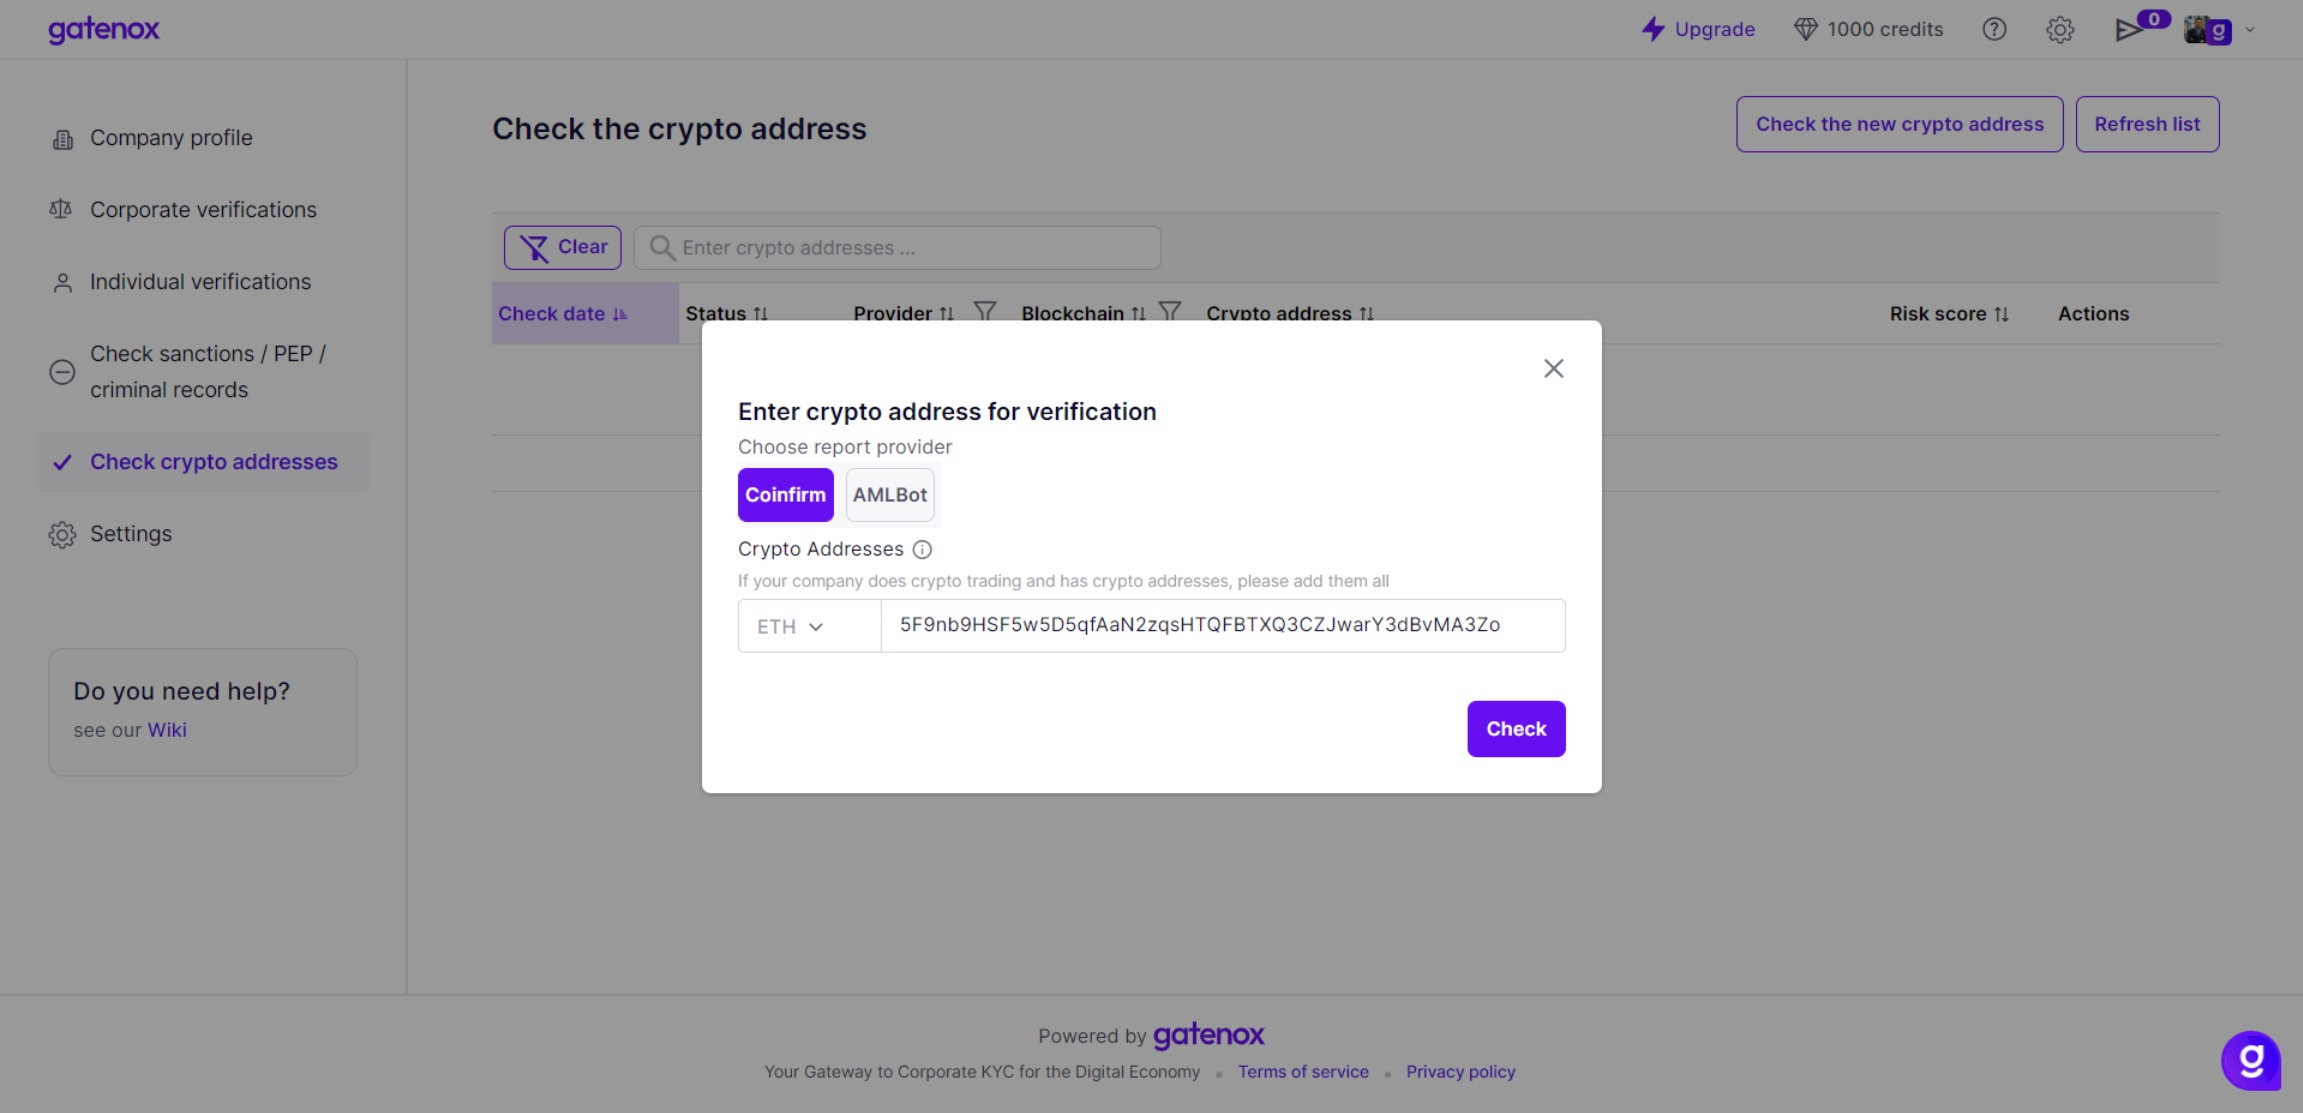 gatenox
Upgrade
1000 credits
0
g
Company profile
Corporate verifications
Individual verifications
Check sanctions / PEP /
criminal records
Check crypto addresses
Settings
Do you need help?
see our Wiki
Check the crypto address
Check the new crypto address
Refresh list
Clear
Enter crypto addresses ...
Check date
Status
Provider
Blockchain
Crypto address
Risk score
Actions
Enter crypto address for verification
Choose report provider
Coinfirm
AMLBot
Crypto Addresses
If your company does crypto trading and has crypto addresses, please add them all
ETH
5F9nb9HSF5w5D5qfAaN2zqsHTQFBTXQ3CZJwarY3dBvMA3Zo
Check
Powered by gatenox
Your Gateway to Corporate KYC for the Digital Economy • Terms of service • Privacy policy
g